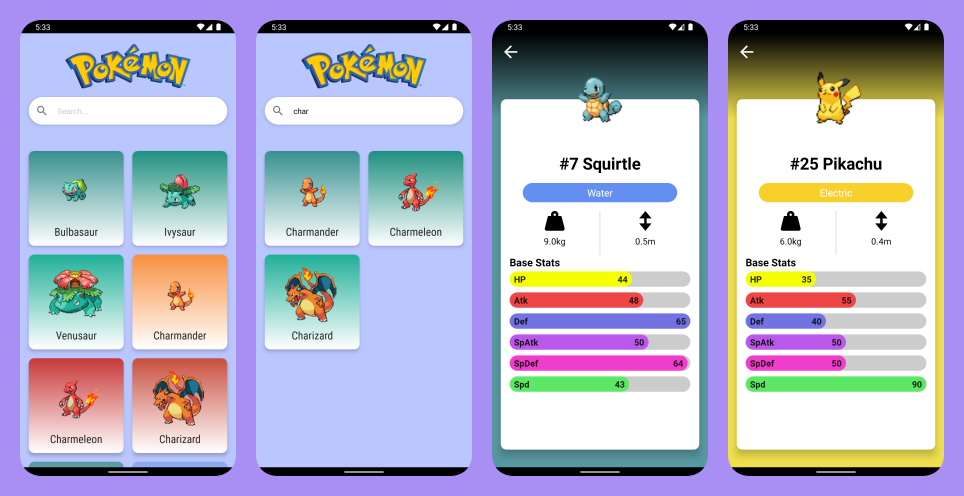 5:33
POKéMON
Search...
Bulbasaur
Ivysaur
Venusaur
Charmander
Charmeleon
Charizard
5:33
POKéMON
char
Charmander
Charmeleon
Charizard
5:33
#7 Squirtle
Water
9.0kg
0.5m
Base Stats
HP 44
Atk 48
Def 65
SpAtk 50
SpDef 64
Spd 43
5:33
#25 Pikachu
Electric
6.0kg
0.4m
Base Stats
HP 35
Atk 55
Def 40
SpAtk 50
SpDef 50
Spd 90